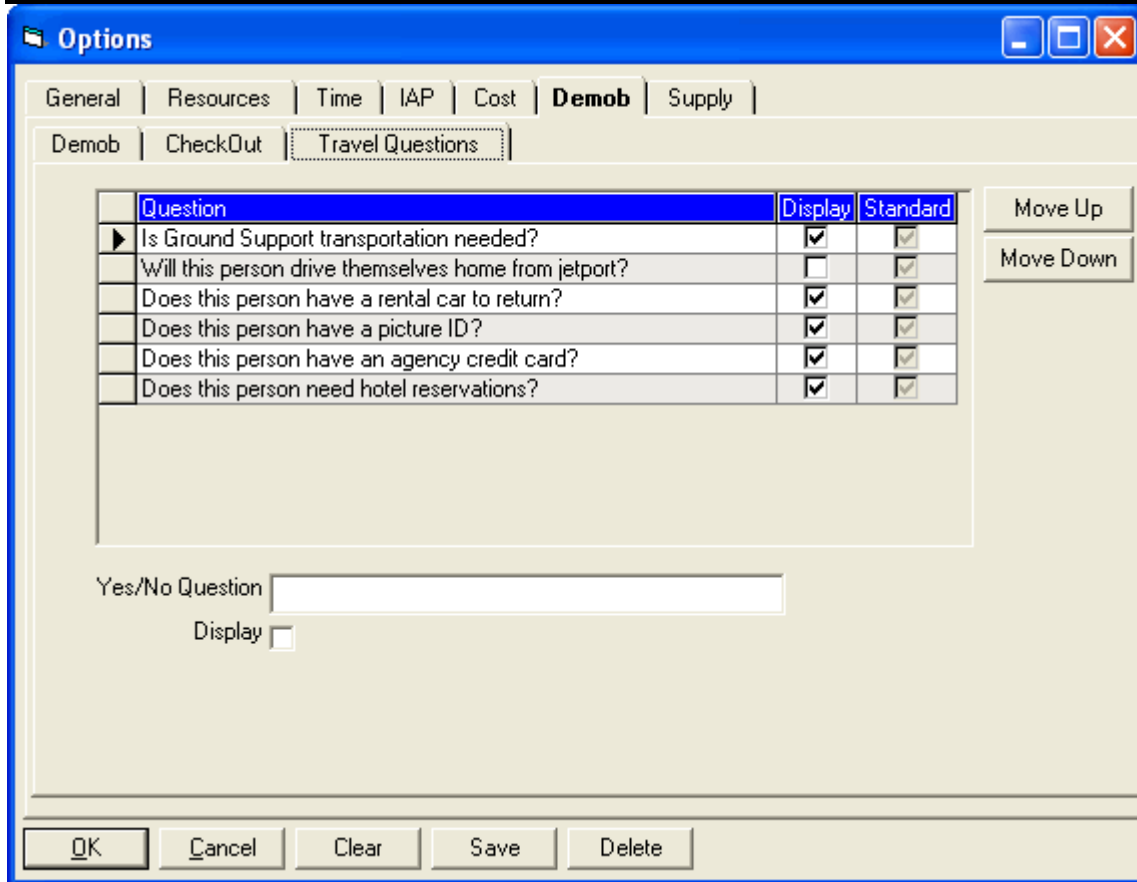 Options
General Resources Time IAP Cost Demob Supply
Demob CheckOut Travel Questions
Question Display Standard
Is Ground Support transportation needed?
Will this person drive themselves home from jetport?
Does this person have a rental car to return?
Does this person have a picture ID?
Does this person have an agency credit card?
Does this person need hotel reservations?
Move Up
Move Down
Yes/No Question
Display
OK Cancel Clear Save Delete